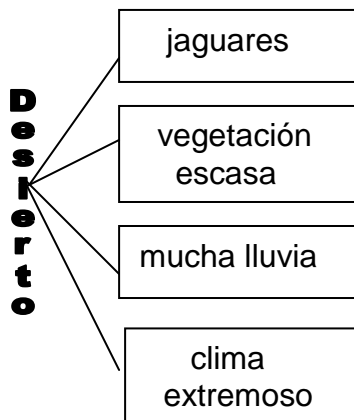 Desierto
jaguares
vegetación
escasa
mucha lluvia
clima
extremoso